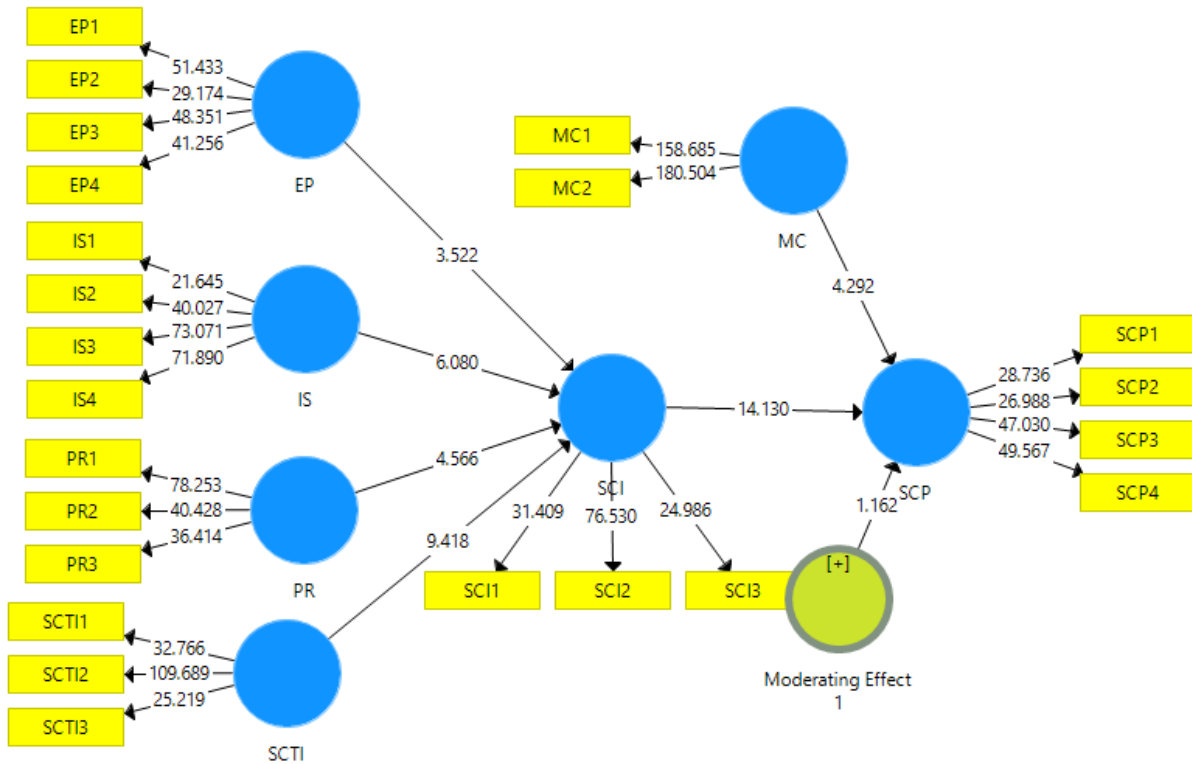 EP1
EP2
EP3
EP4
51.433
29.174
48.351
41.256
EP
IS1
IS2
IS3
IS4
21.645
40.027
73.071
71.890
IS
PR1
PR2
PR3
78.253
40.428
36.414
PR
SCTI1
SCTI2
SCTI3
32.766
109.689
25.219
SCTI
3.522
6.080
4.566
9.418
MC1
MC2
158.685
180.504
MC
4.292
SCI
31.409
76.530
24.986
SCI1
SCI2
SCI3
14.130
SCP
1.162
[+]
Moderating Effect
1
28.736
26.988
47.030
49.567
SCP1
SCP2
SCP3
SCP4